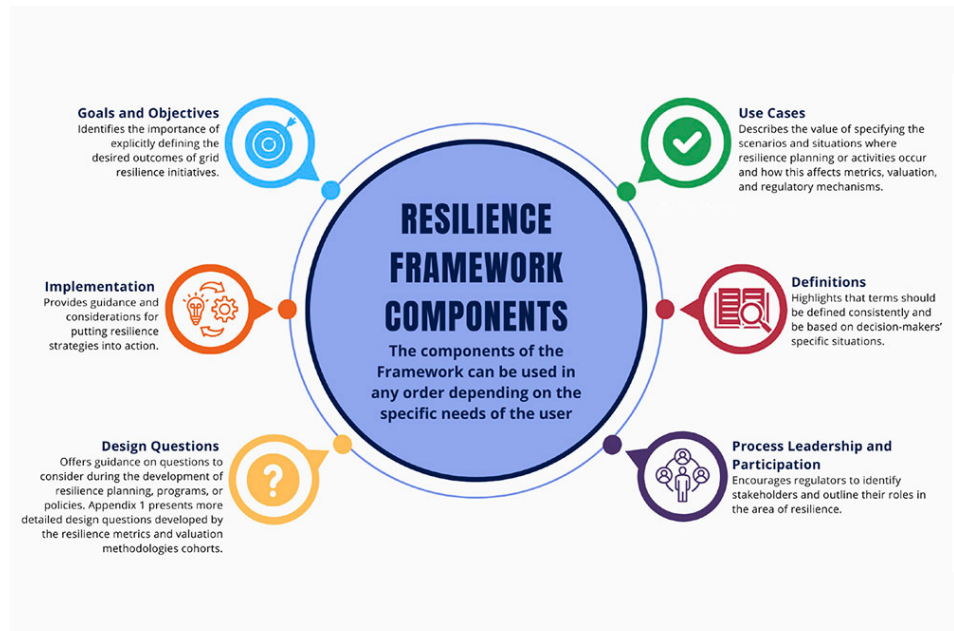 Goals and Objectives
Identifies the importance of
explicitly defining the
desired outcomes of grid
resilience initiatives.
Implementation
Provides guidance and
considerations for
putting resilience
strategies into action.
Design Questions
Offers guidance on questions to
consider during the development of
resilience planning, programs, or
policies. Appendix 1 presents more
detailed design questions developed by
the resilience metrics and valuation
methodologies cohorts.
RESILIENCE
FRAMEWORK
COMPONENTS
The components of the
Framework can be used in
any order depending on the
specific needs of the user
Use Cases
Describes the value of specifying the
scenarios and situations where
resilience planning or activities occur
and how this affects metrics, valuation,
and regulatory mechanisms.
Definitions
Highlights that terms should
be defined consistently and
be based on decision-makers’
specific situations.
Process Leadership and
Participation
Encourages regulators to identify
stakeholders and outline their roles in
the area of resilience.
?